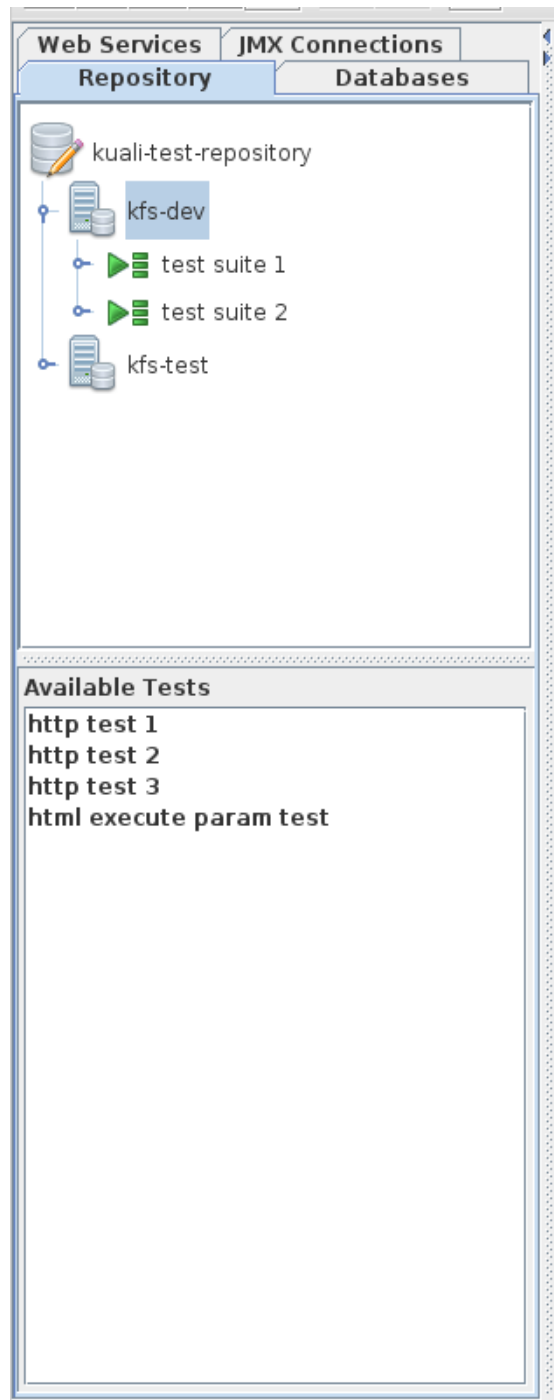 Web Services JMX Connections
Repository Databases
kuali-test-repository
kfs-dev
test suite 1
test suite 2
kfs-test
Available Tests
http test 1
http test 2
http test 3
html execute param test